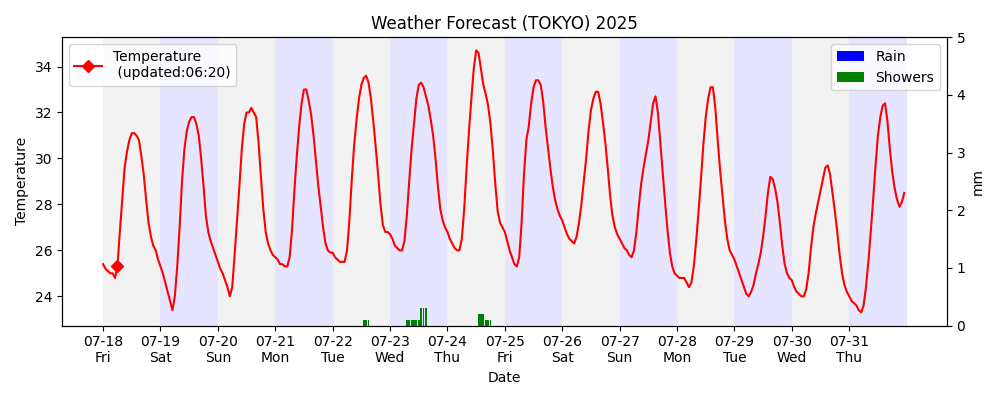 Weather Forecast (TOKYO) 2025
Temperature
(updated:06:20)
Rain
Showers
Temperature
34
32
30
28
26
24
5
4
3
2
1
0
mm
07-18 07-19 07-20 07-21 07-22 07-23 07-24 07-25 07-26 07-27 07-28 07-29 07-30 07-31
Fri Sat Sun Mon Tue Wed Thu Fri Sat Sun Mon Tue Wed Thu
Date